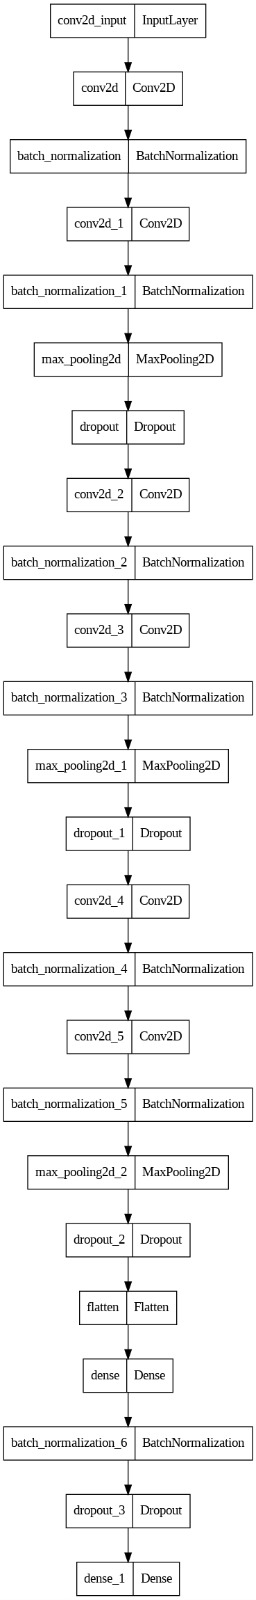 conv2d_input InputLayer
conv2d Conv2D
batch_normalization BatchNormalization
conv2d_1 Conv2D
batch_normalization_1 BatchNormalization
max_pooling2d MaxPooling2D
dropout Dropout
conv2d_2 Conv2D
batch_normalization_2 BatchNormalization
conv2d_3 Conv2D
batch_normalization_3 BatchNormalization
max_pooling2d_1 MaxPooling2D
dropout_1 Dropout
conv2d_4 Conv2D
batch_normalization_4 BatchNormalization
conv2d_5 Conv2D
batch_normalization_5 BatchNormalization
max_pooling2d_2 MaxPooling2D
dropout_2 Dropout
flatten Flatten
dense Dense
batch_normalization_6 BatchNormalization
dropout_3 Dropout
dense_1 Dense